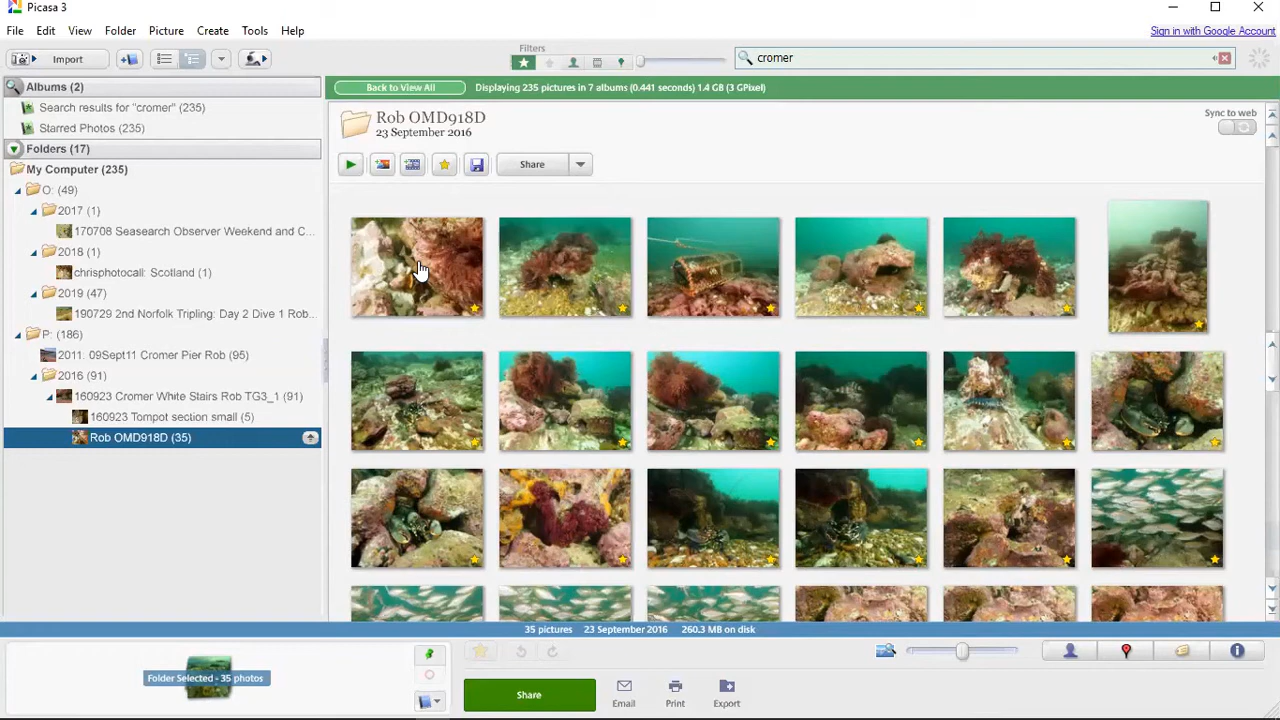 Picasa 3
File Edit View Folder Picture Create Tools Help
Sign in with Google Account
Import
Filters
cromer
Albums (2)
Back to View All
Displaying 235 pictures in 7 albums (0.441 seconds) 1.4 GB (3 GPixel)
Search results for "cromer" (235)
Starred Photos (235)
Folders (17)
My Computer (235)
O: (49)
2017 (1)
170708 Seasearch Observer Weekend and C...
2018 (1)
chrisphotocall: Scotland (1)
2019 (47)
190729 2nd Norfolk Tripling: Day 2 Dive 1 Rob...
P: (186)
2011: 09Sept11 Cromer Pier Rob (95)
2016 (91)
160923 Cromer White Stairs Rob TG3_1 (91)
160923 Tompot section small (5)
Rob OMD918D (35)
Rob OMD918D
23 September 2016
Sync to web
Share
35 pictures 23 September 2016 260.3 MB on disk
Folder Selected - 35 photos
Share
Email
Print
Export